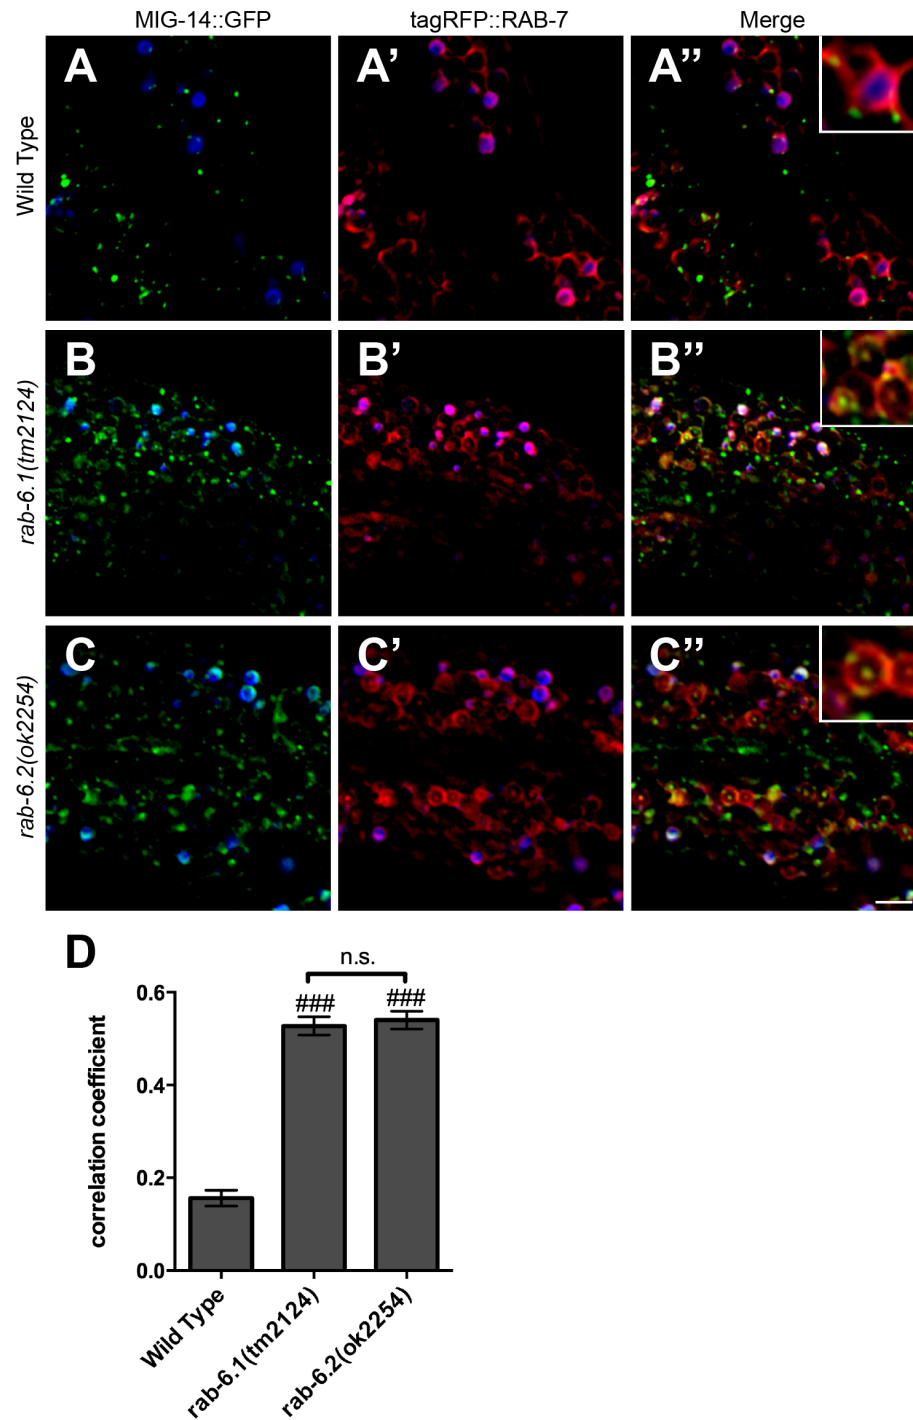 MIG-14::GFP tagRFP::RAB-7 Merge
Wild Type
A A’ A’’
rab-6.1(tm2124)
B B’ B’’
rab-6.2(ok2254)
C C’ C’’
D
n.s.
### ###
correlation coefficient
0.6
0.4
0.2
0.0
Wild Type
rab-6.1(tm2124)
rab-6.2(ok2254)